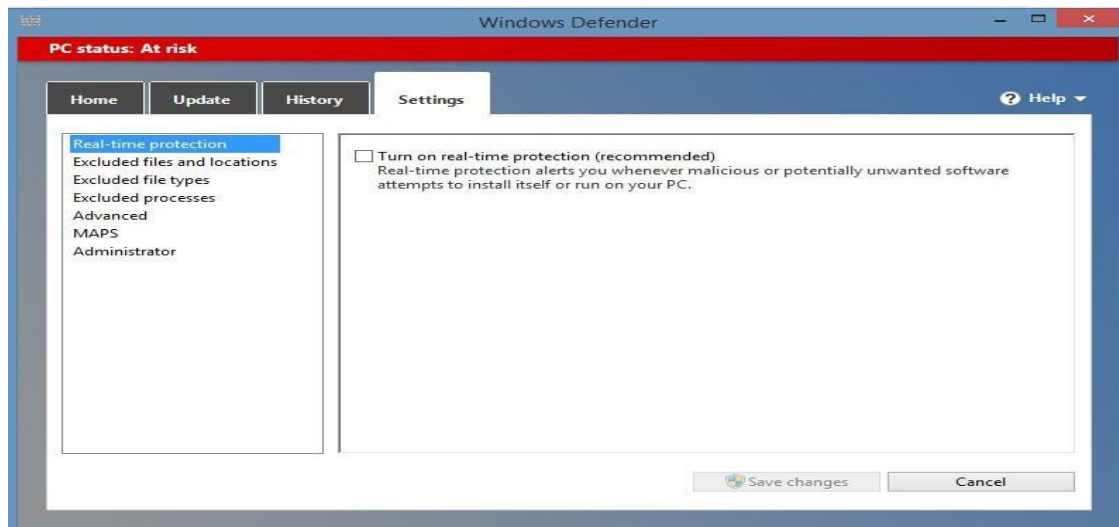 Windows Defender
PC status: At risk
Home
Update
History
Settings
Help
Real-time protection
Excluded files and locations
Excluded file types
Excluded processes
Advanced
MAPS
Administrator
Turn on real-time protection (recommended)
Real-time protection alerts you whenever malicious or potentially unwanted software
attempts to install itself or run on your PC.
Save changes
Cancel